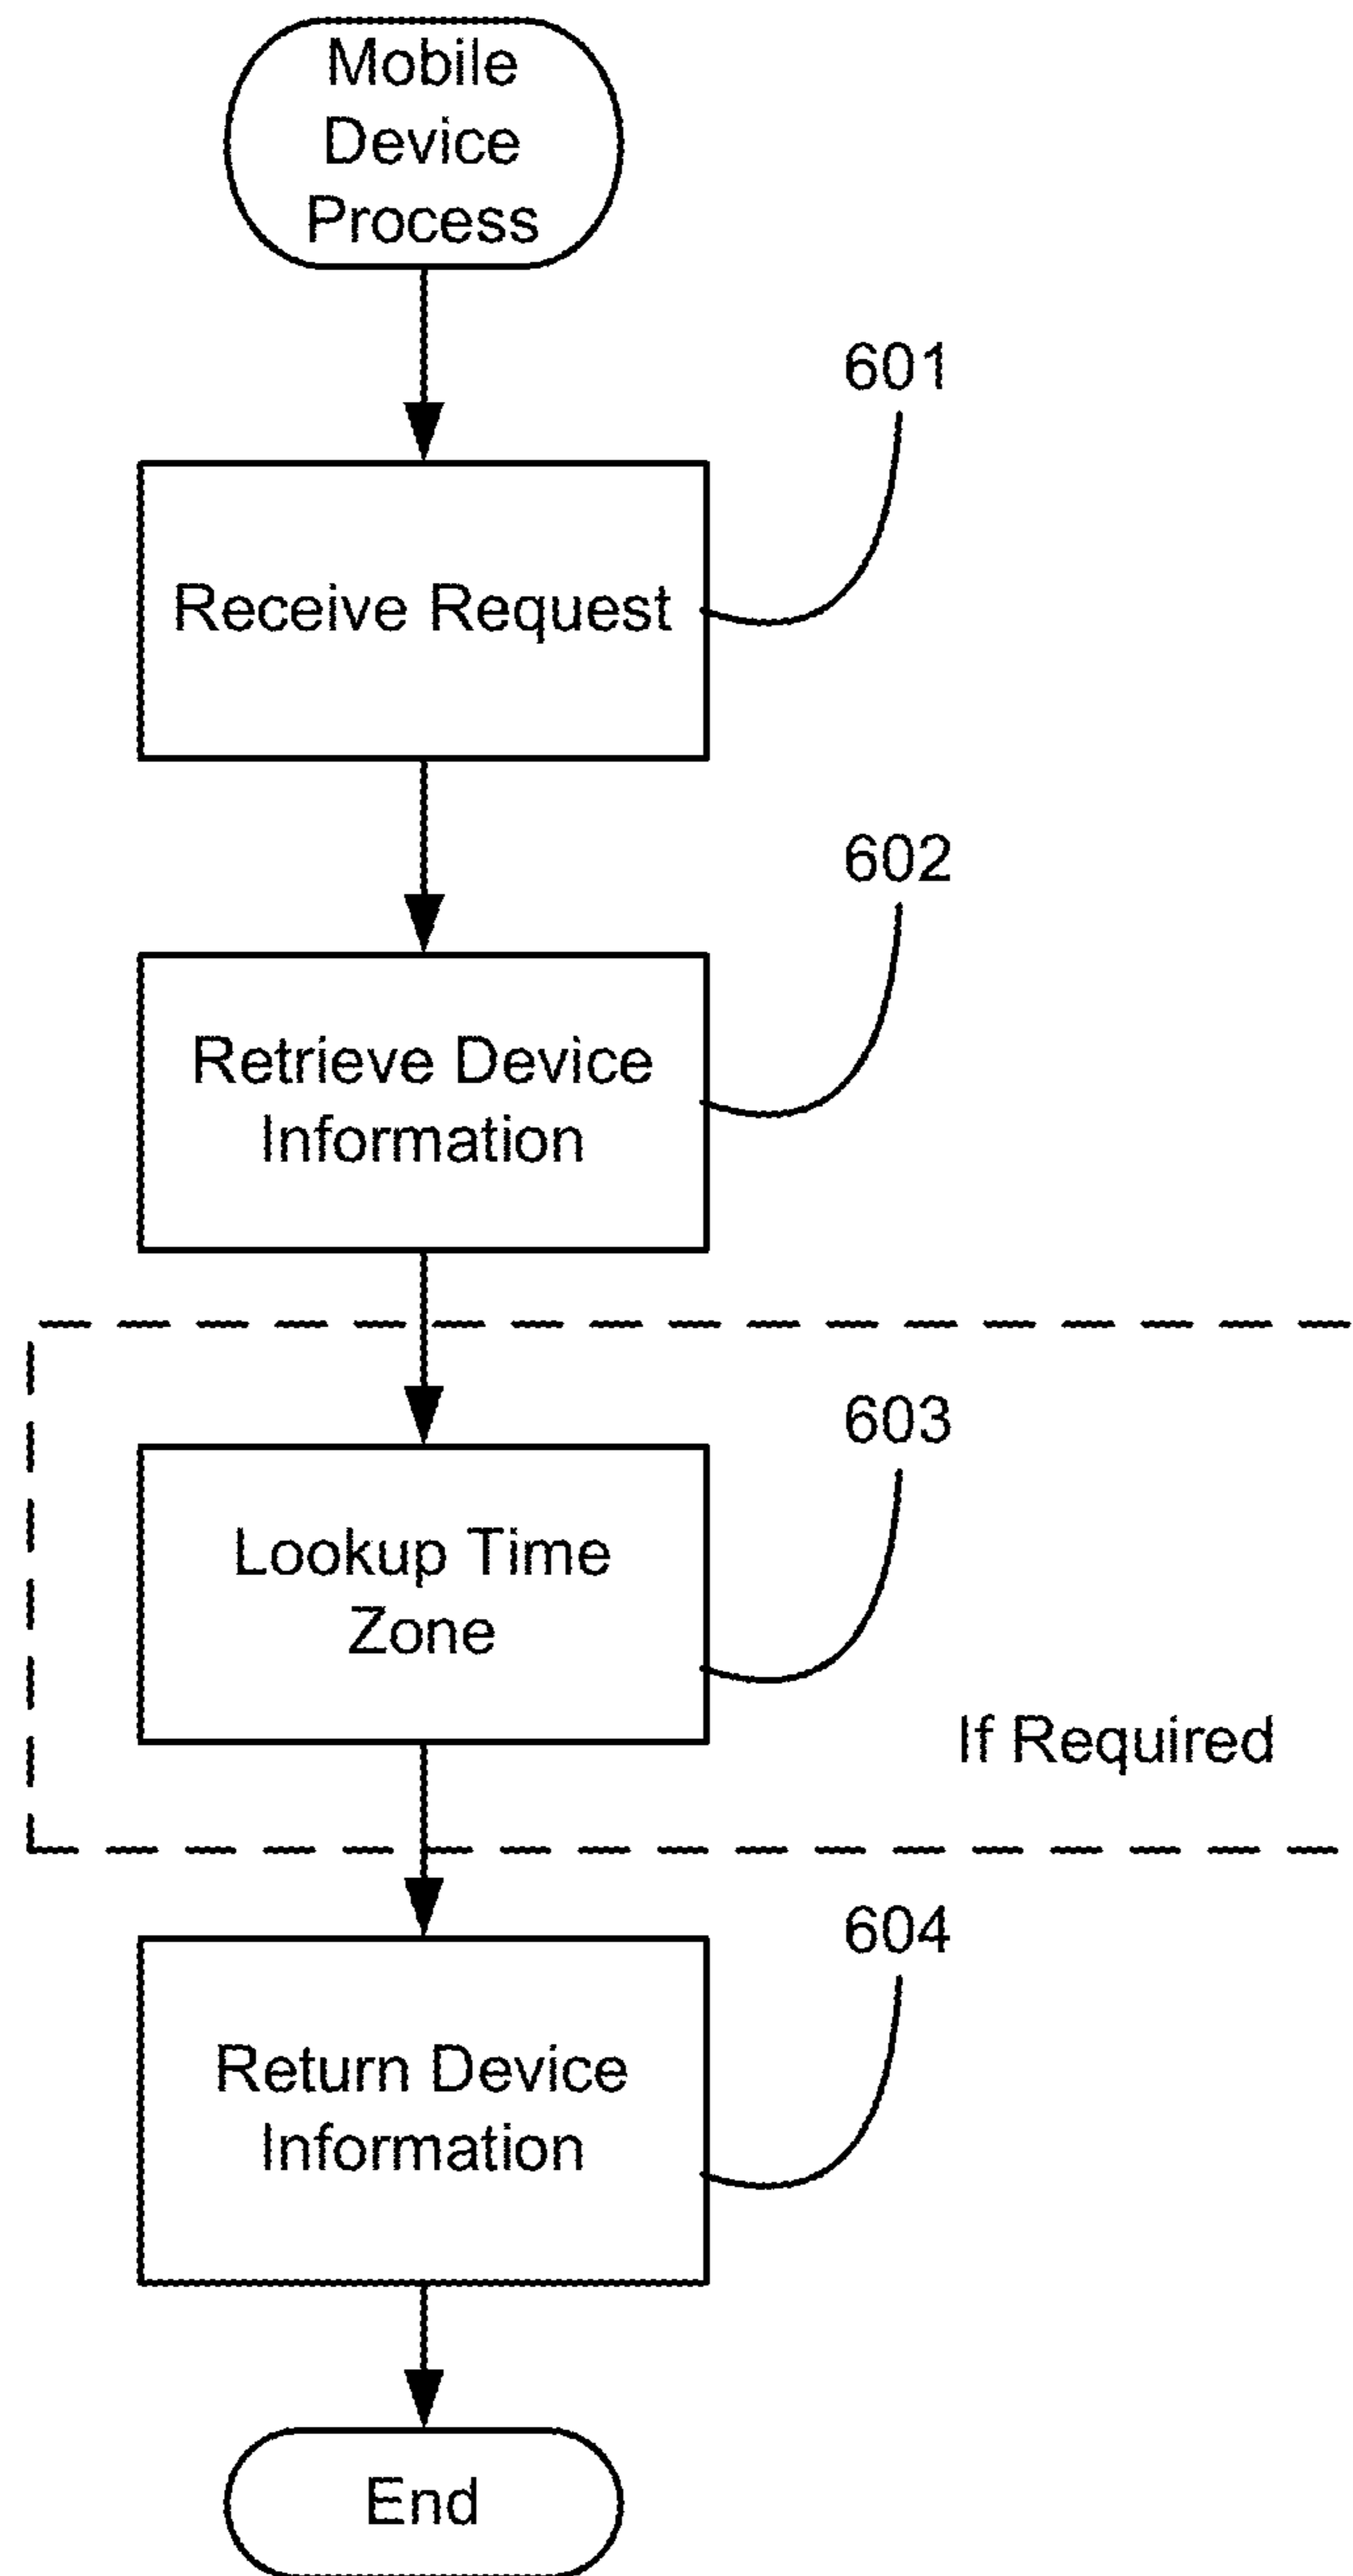 Mobile
Device
Process
601
Receive Request
602
Retrieve Device
Information
603
Lookup Time
Zone
If Required
604
Return Device
Information
End